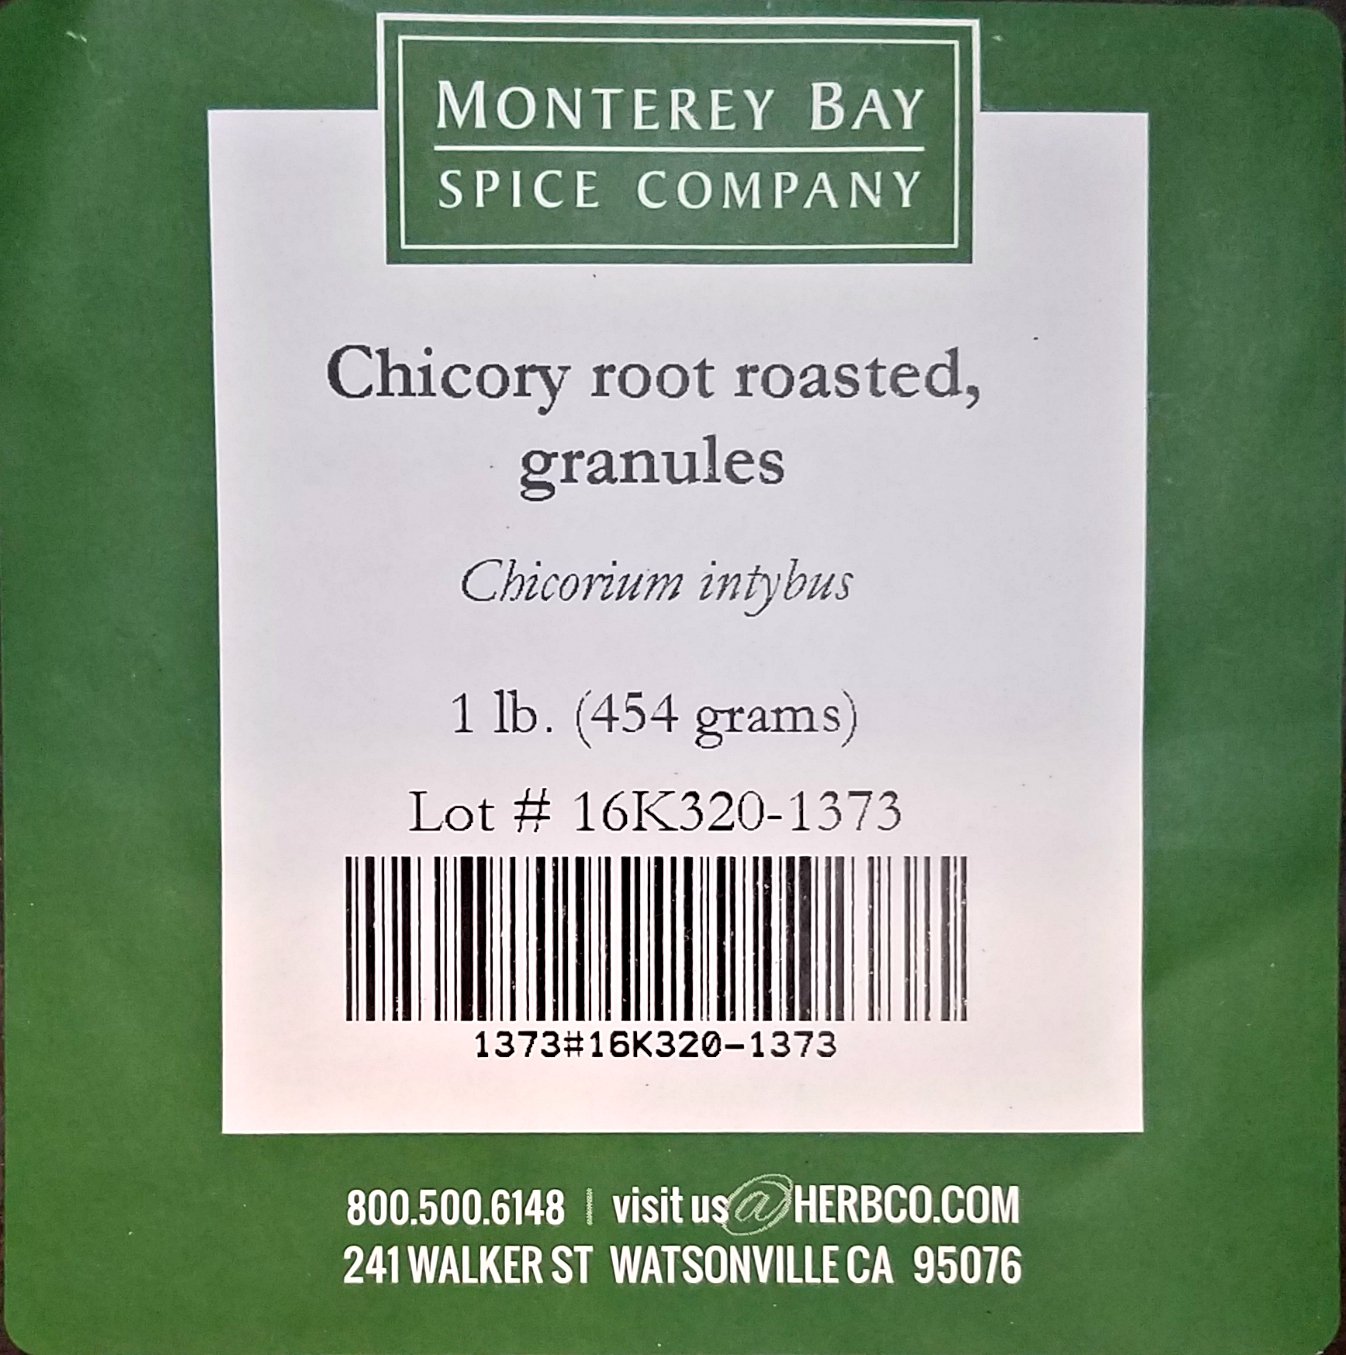 MONTEREY BAY
SPICE COMPANY
Chicory root roasted,
granules
Chicorium intybus
1 lb. (454 grams)
Lot # 16K320-1373
1373#16K320-1373
800.500.6148 | visit us@HERBCO.COM
241 WALKER ST WATSONVILLE CA 95076